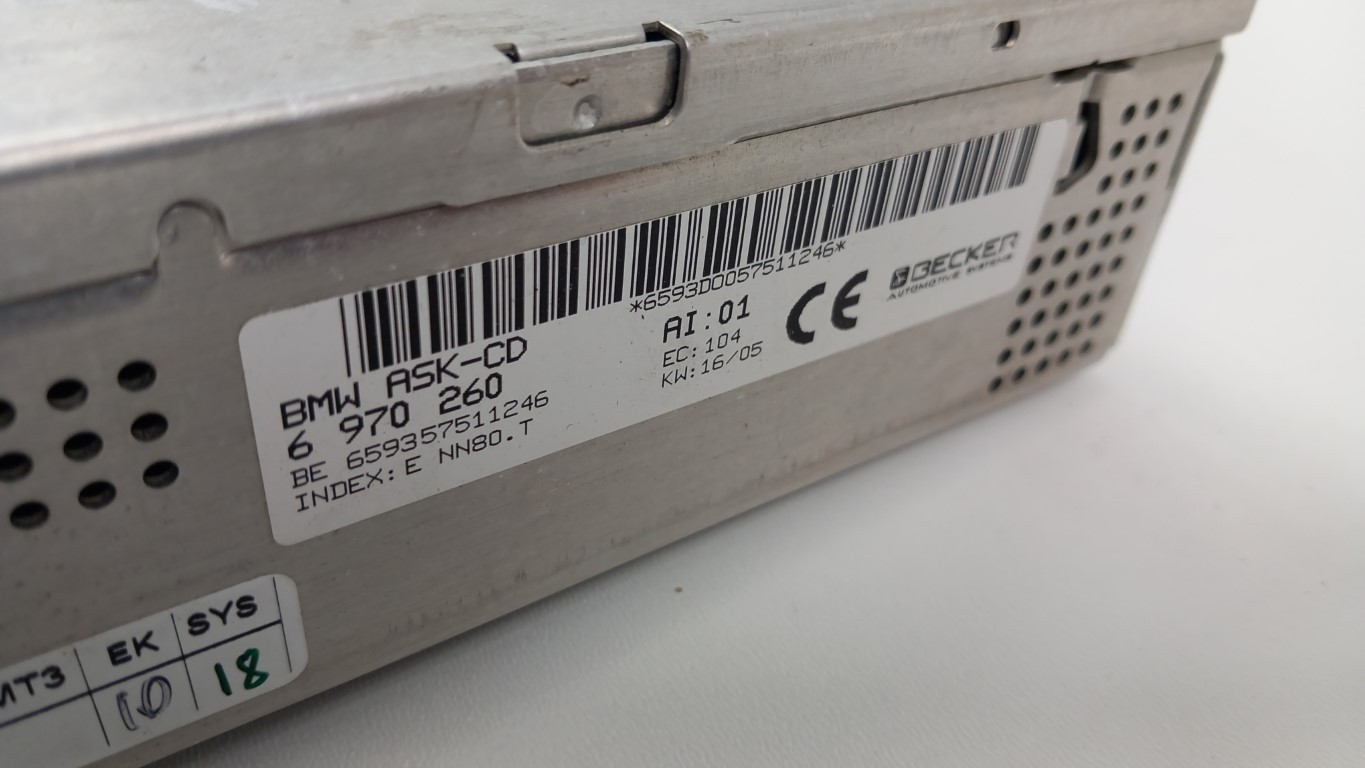 *6593D0057511246*
BMW ASK-CD
6 970 260
BE 659357511246
INDEX: E NN80.T
AI:01
EC: 104
KW: 16/05
CE
BECKER
AUTOMOTIVE SYSTEMS
MT3 EK SYS
10 18